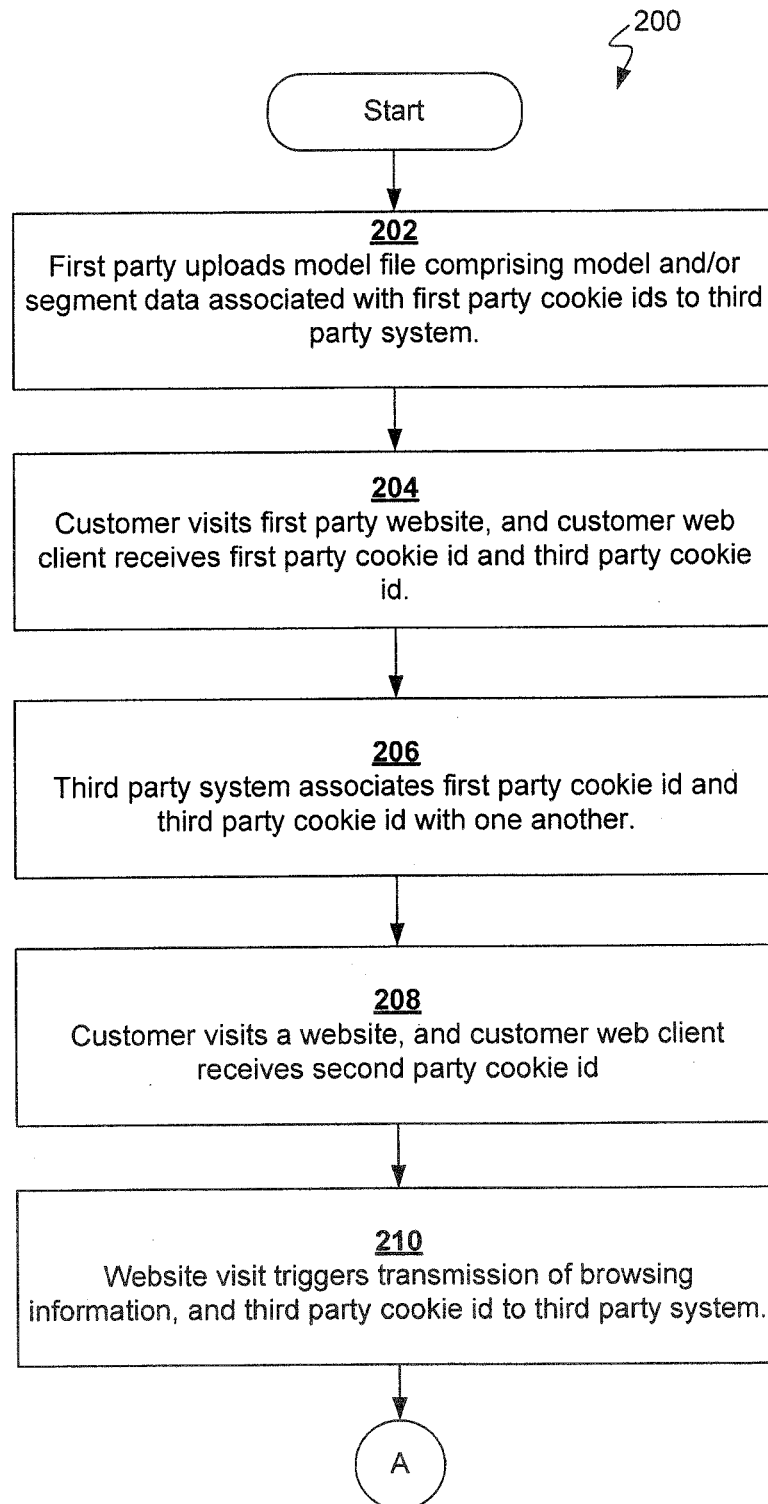 200
Start
202
First party uploads model file comprising model and/or
segment data associated with first party cookie ids to third
party system.
204
Customer visits first party website, and customer web
client receives first party cookie id and third party cookie
id.
206
Third party system associates first party cookie id and
third party cookie id with one another.
208
Customer visits a website, and customer web client
receives second party cookie id
210
Website visit triggers transmission of browsing
information, and third party cookie id to third party system.
A